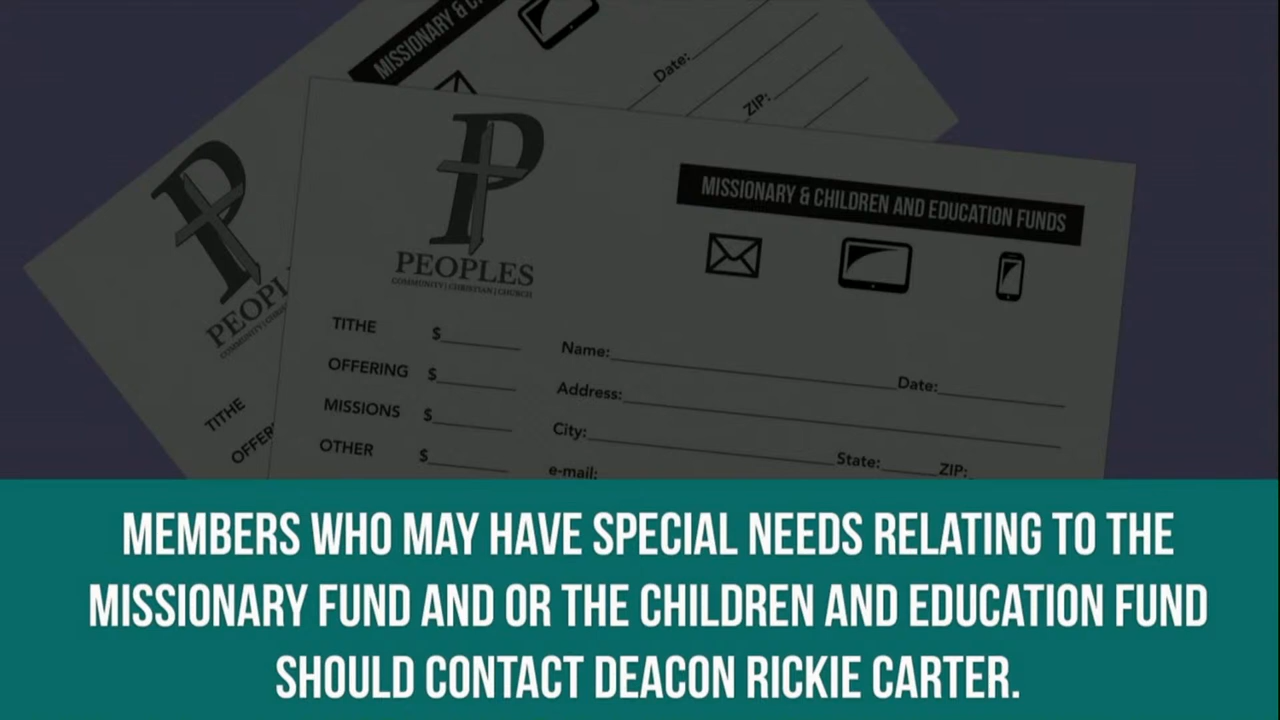 MISSIONARY & C
Date:
ZIP:
PEOPLES
COMMUNITY | CHRISTIAN | CHURCH
MISSIONARY & CHILDREN AND EDUCATION FUNDS
TITHE $
OFFERING $
MISSIONS $
OTHER $
Name: Date:
Address:
City: State: ZIP:
e-mail:
PEOPL
TITHE
OFFER
MEMBERS WHO MAY HAVE SPECIAL NEEDS RELATING TO THE
MISSIONARY FUND AND OR THE CHILDREN AND EDUCATION FUND
SHOULD CONTACT DEACON RICKIE CARTER.